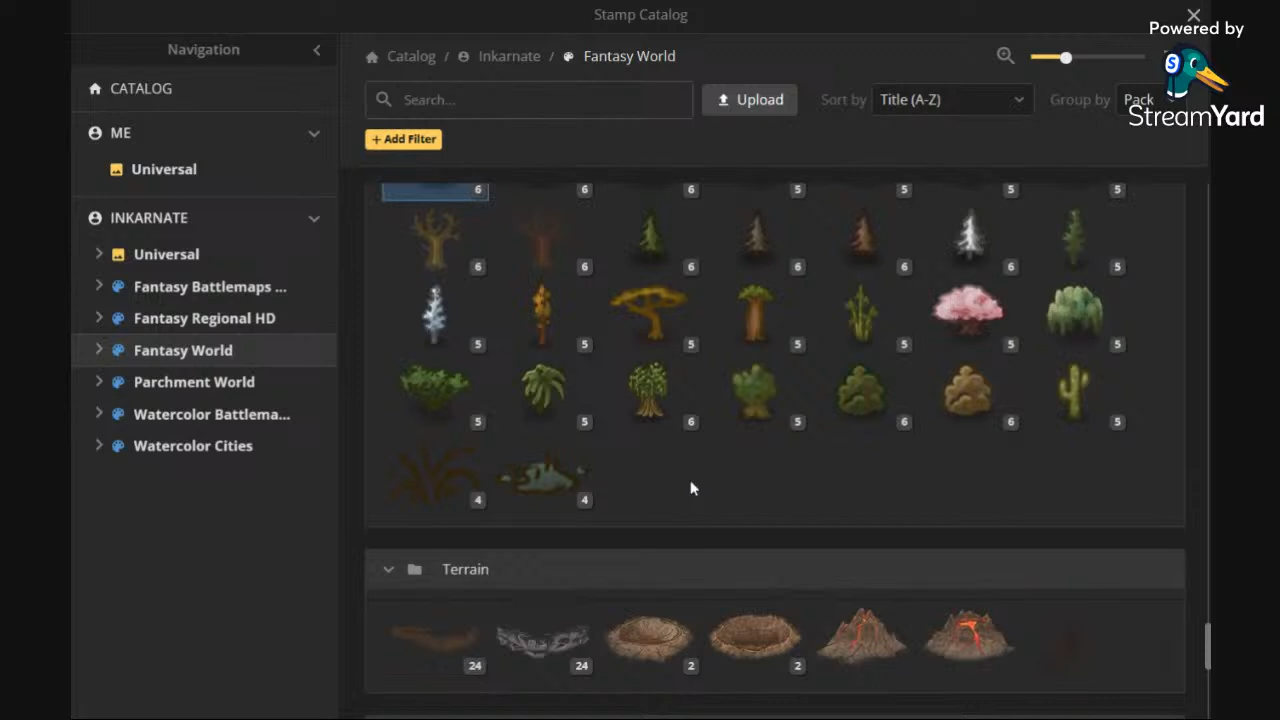 Stamp Catalog
Powered by
StreamYard
Navigation
Catalog / Inkarnate / Fantasy World
CATALOG
Search...
Upload
Sort by
Title (A-Z)
Group by
Pack
+ Add Filter
ME
Universal
INKARNATE
Universal
Fantasy Battlemaps ...
Fantasy Regional HD
Fantasy World
Parchment World
Watercolor Battlema...
Watercolor Cities
6 6 6 5 5 5 5
6 6 6 6 6 6 5
5 5 5 5 5 5 5
5 5 6 5 6 6 5
4 4
Terrain
24 24 2 2